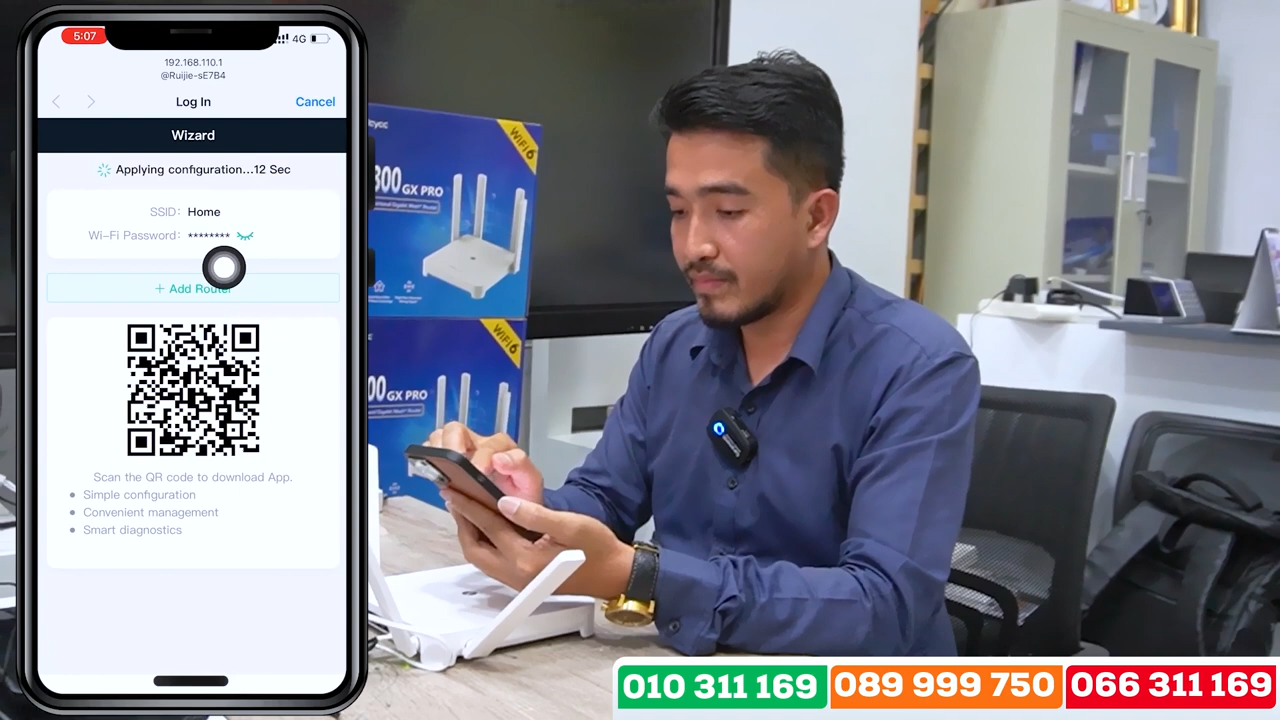 5:07
4G
192.168.110.1
@Ruijie-sE7B4
Log In
Cancel
Wizard
Applying configuration...12 Sec
SSID: Home
Wi-Fi Password: ********
+ Add Router
Scan the QR code to download App.
Simple configuration
Convenient management
Smart diagnostics
WIFI 6
300 GX PRO
WIFI 6
00 GX PRO
010 311 169
089 999 750
066 311 169